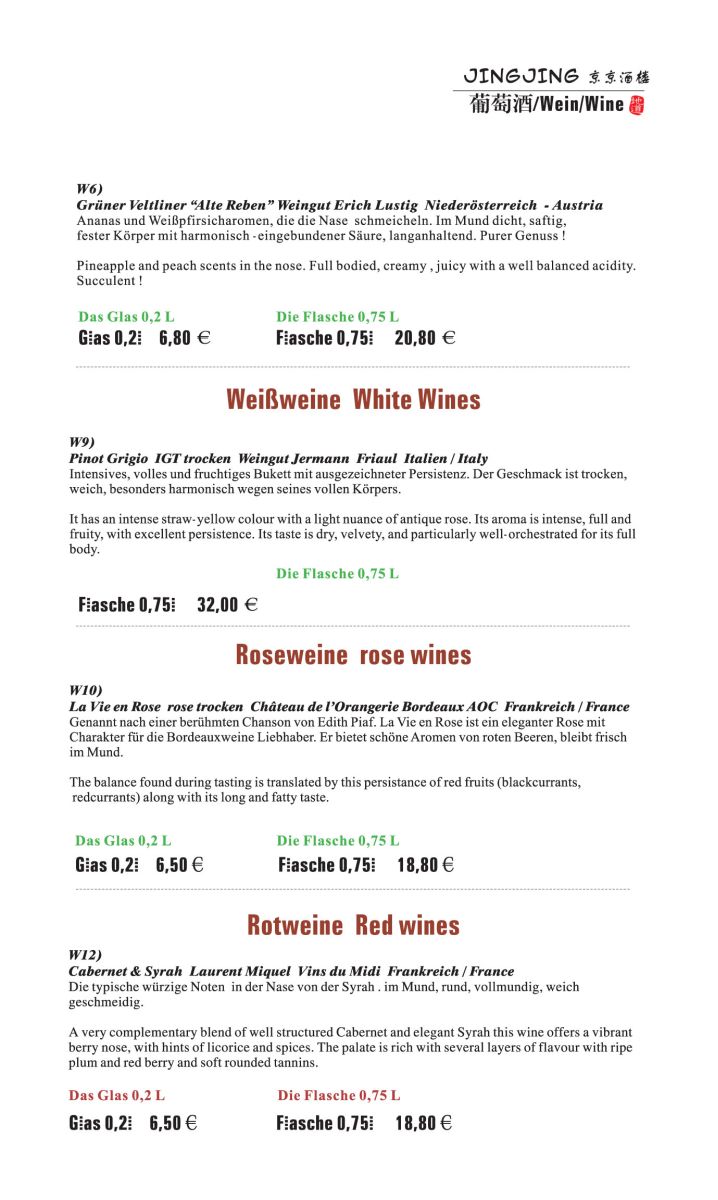 JINGJING 京京酒楼
葡萄酒/Wein/Wine
W6)
Grüner Veltliner “Alte Reben” Weingut Erich Lustig Niederösterreich - Austria
Ananas und Weißpfirsicharomen, die die Nase schmeicheln. Im Mund dicht, saftig,
fester Körper mit harmonisch - eingebundener Säure, langanhaltend. Purer Genuss !
Pineapple and peach scents in the nose. Full bodied, creamy , juicy with a well balanced acidity.
Succulent !
Das Glas 0,2 L Die Flasche 0,75 L
Glas 0,2l 6,80 € Flasche 0,75l 20,80 €
Weißweine White Wines
W9)
Pinot Grigio IGT trocken Weingut Jermann Friaul Italien / Italy
Intensives, volles und fruchtiges Bukett mit ausgezeichneter Persistenz. Der Geschmack ist trocken,
weich, besonders harmonisch wegen seines vollen Körpers.
It has an intense straw-yellow colour with a light nuance of antique rose. Its aroma is intense, full and
fruity, with excellent persistence. Its taste is dry, velvety, and particularly well-orchestrated for its full
body.
Die Flasche 0,75 L
Flasche 0,75l 32,00 €
Roseweine rose wines
W10)
La Vie en Rose rose trocken Château de l’Orangerie Bordeaux AOC Frankreich / France
Genannt nach einer berühmten Chanson von Edith Piaf. La Vie en Rose ist ein eleganter Rose mit
Charakter für die Bordeauxweine Liebhaber. Er bietet schöne Aromen von roten Beeren, bleibt frisch
im Mund.
The balance found during tasting is translated by this persistance of red fruits (blackcurrants,
redcurrants) along with its long and fatty taste.
Das Glas 0,2 L Die Flasche 0,75 L
Glas 0,2l 6,50 € Flasche 0,75l 18,80 €
Rotweine Red wines
W12)
Cabernet & Syrah Laurent Miquel Vins du Midi Frankreich / France
Die typische würzige Noten in der Nase von der Syrah . im Mund, rund, vollmundig, weich
geschmeidig.
A very complementary blend of well structured Cabernet and elegant Syrah this wine offers a vibrant
berry nose, with hints of licorice and spices. The palate is rich with several layers of flavour with ripe
plum and red berry and soft rounded tannins.
Das Glas 0,2 L Die Flasche 0,75 L
Glas 0,2l 6,50 € Flasche 0,75l 18,80 €